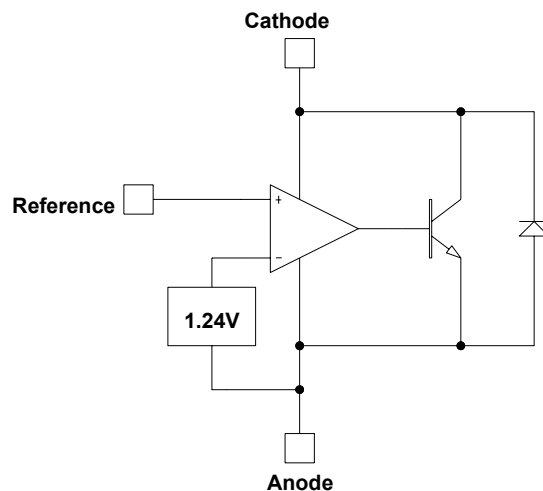 Cathode
Reference
+
−
1.24V
Anode